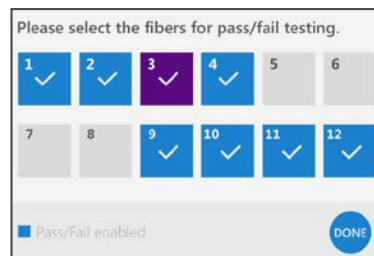 Please select the fibers for pass/fail testing.
1 2 3 4 5 6
7 8 9 10 11 12
Pass/Fail enabled
DONE